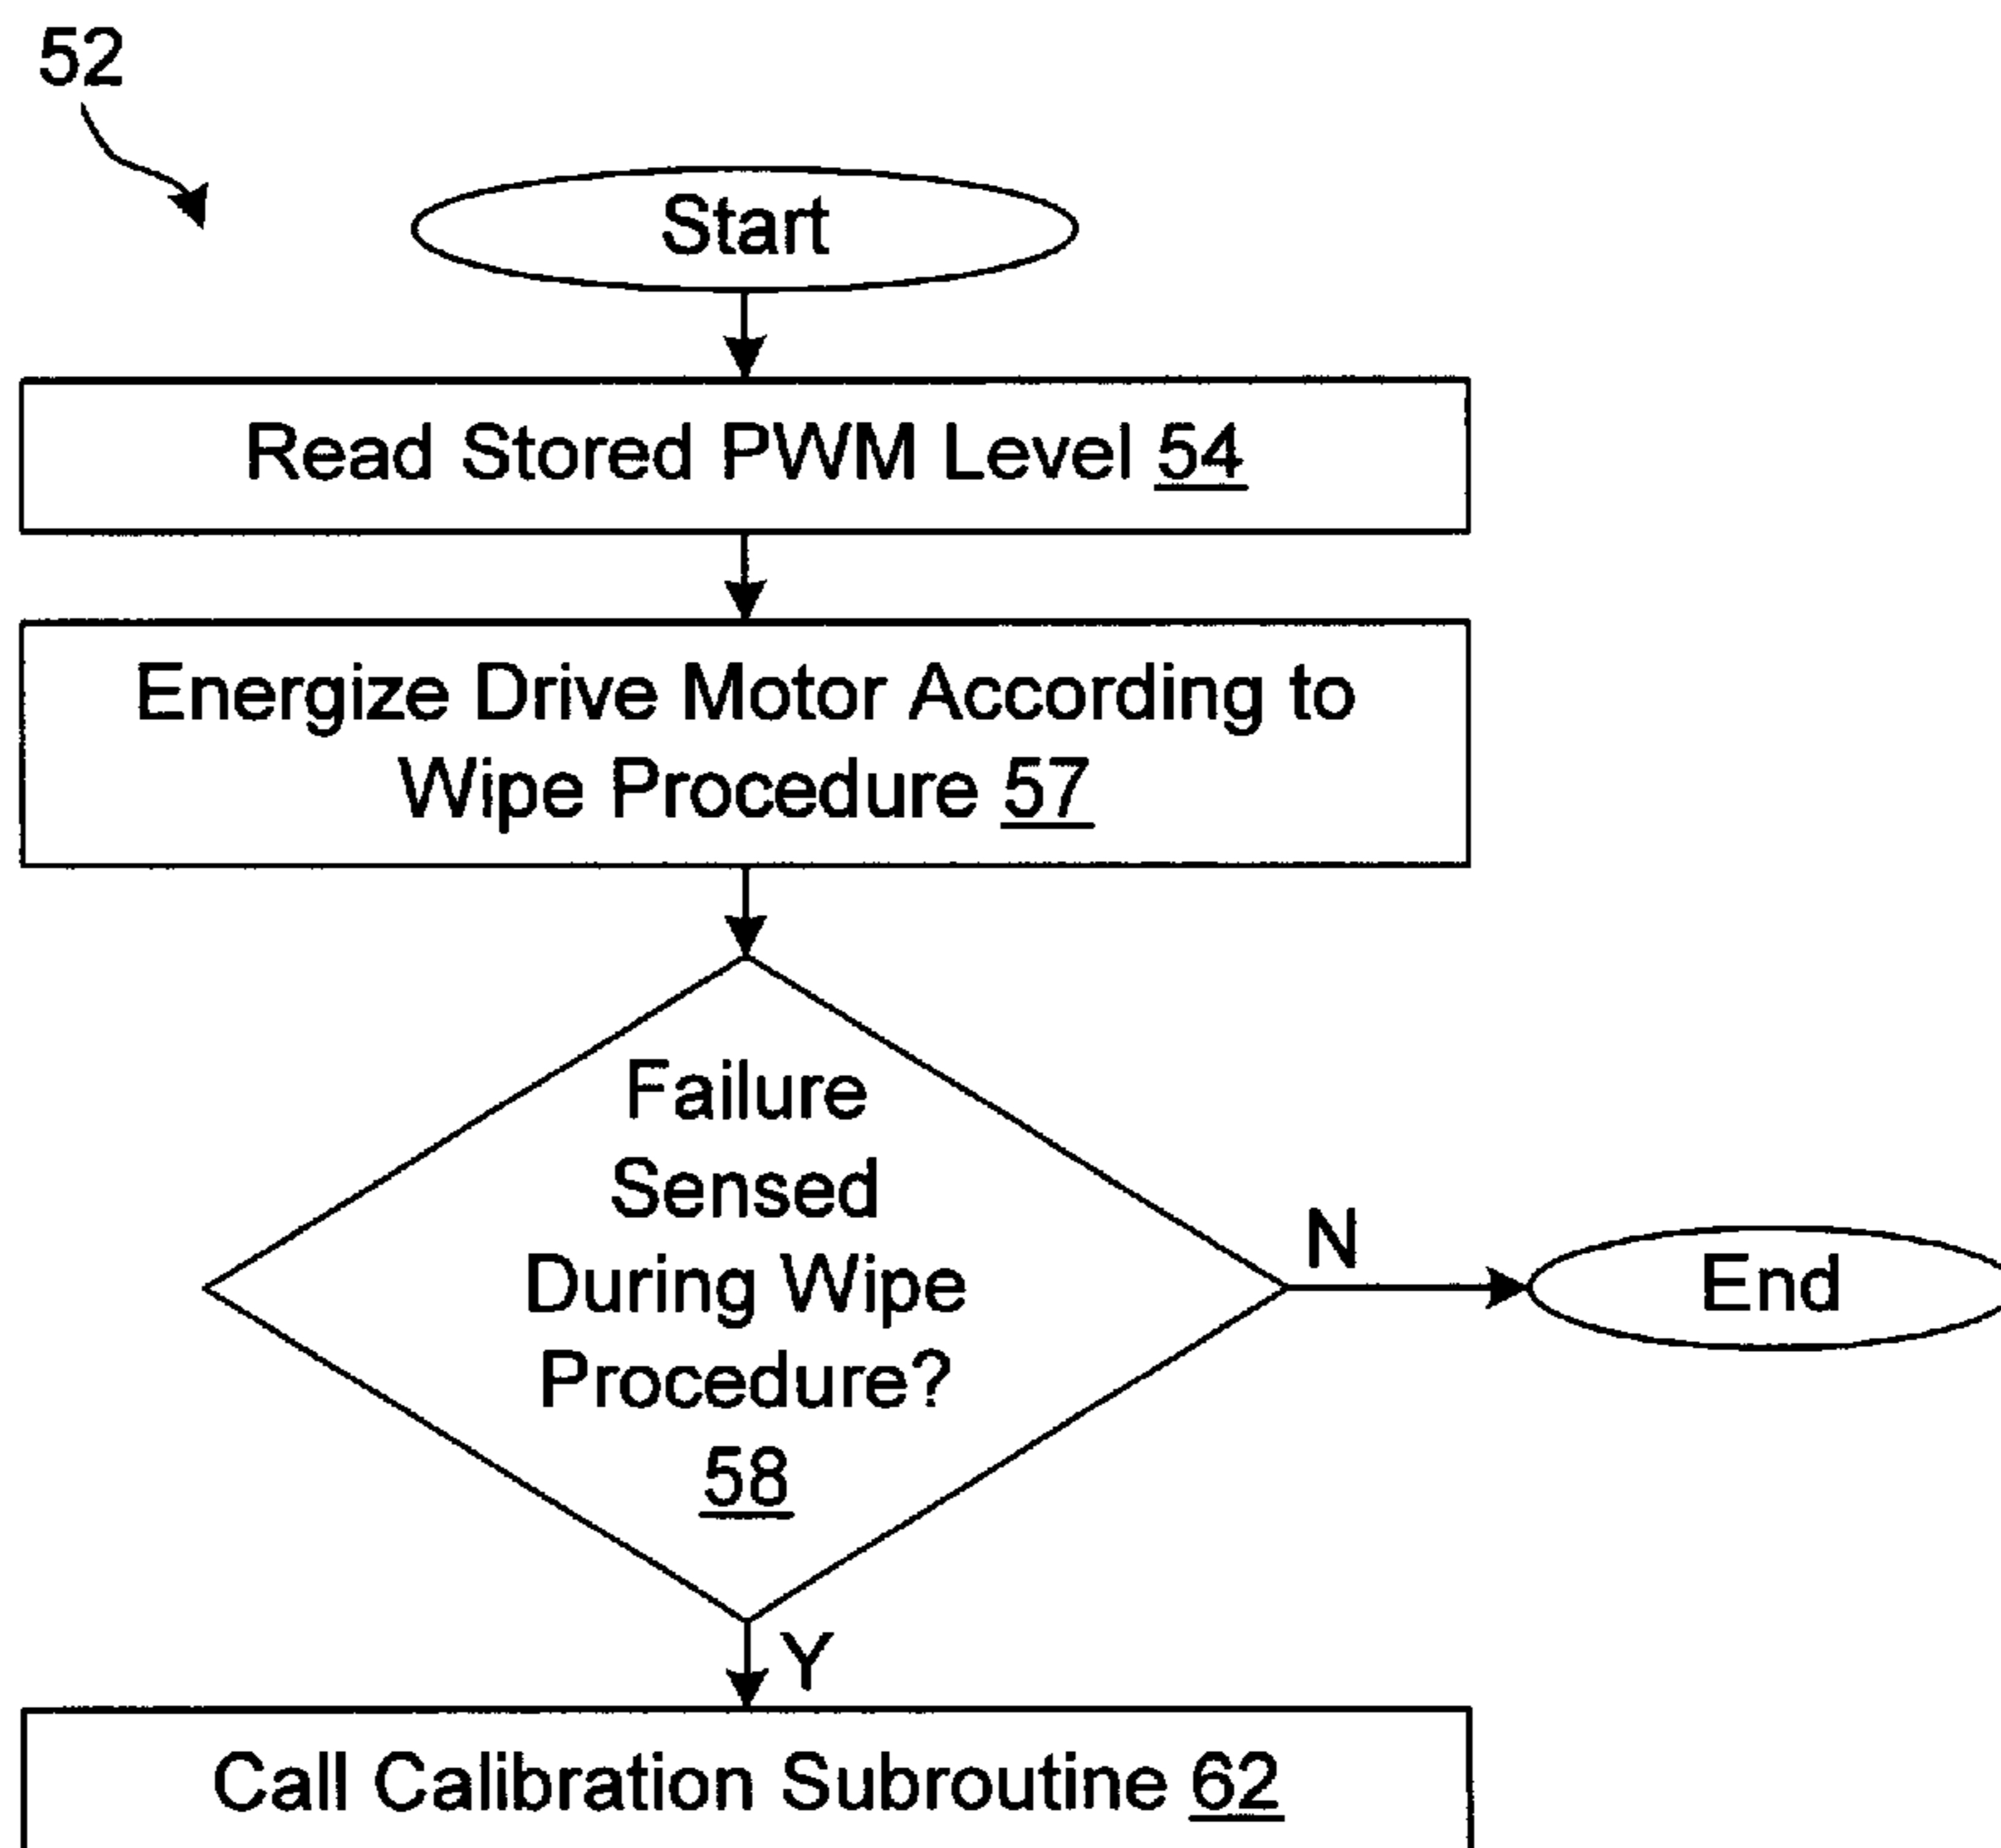 52
Start
Read Stored PWM Level 54
Energize Drive Motor According to
Wipe Procedure 57
Failure
Sensed
During Wipe
Procedure?
58
N
End
Y
Call Calibration Subroutine 62